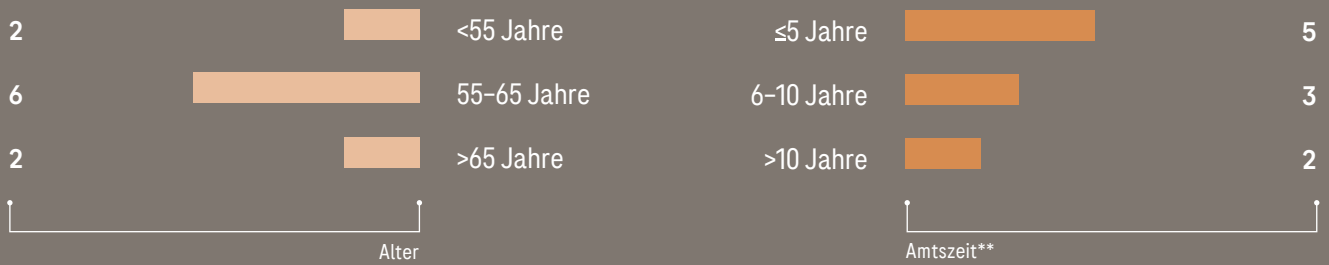 2 <55 Jahre ≤5 Jahre 5
6 55–65 Jahre 6–10 Jahre 3
2 >65 Jahre >10 Jahre 2
Alter Amtszeit**